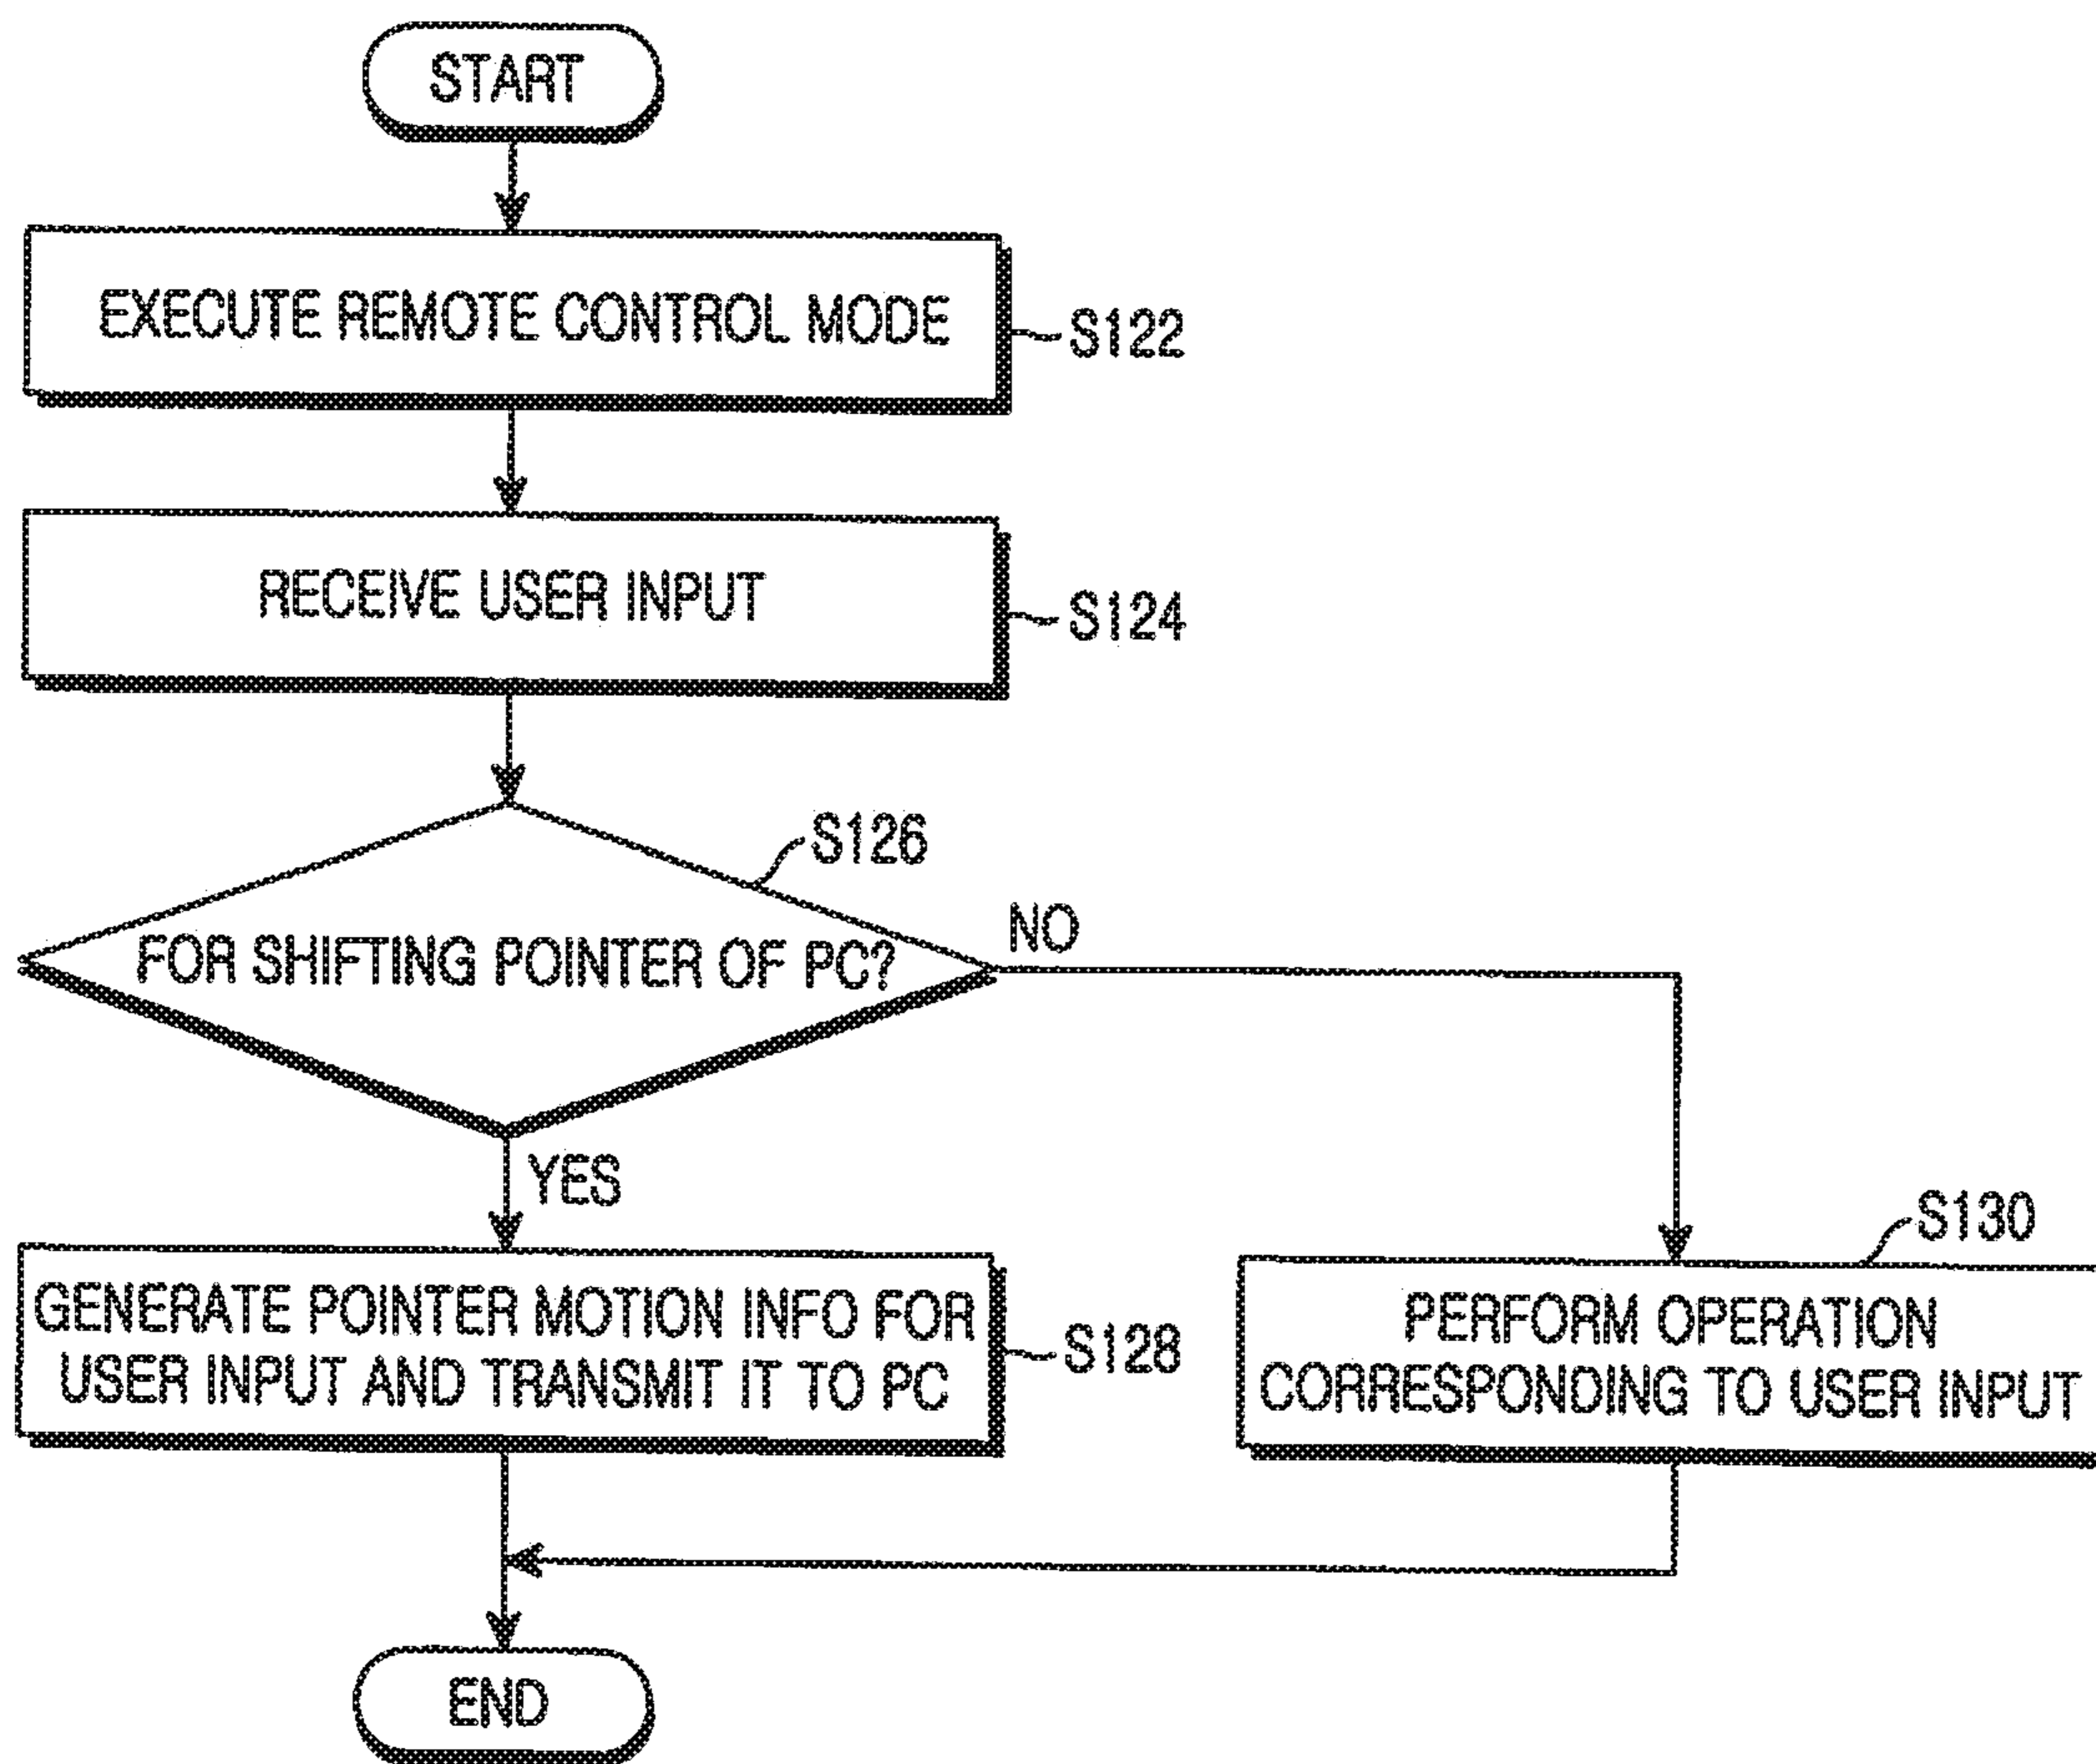 START
EXECUTE REMOTE CONTROL MODE
S122
RECEIVE USER INPUT
S124
S126
FOR SHIFTING POINTER OF PC?
NO
YES
GENERATE POINTER MOTION INFO FOR
USER INPUT AND TRANSMIT IT TO PC
S128
S130
PERFORM OPERATION
CORRESPONDING TO USER INPUT
END